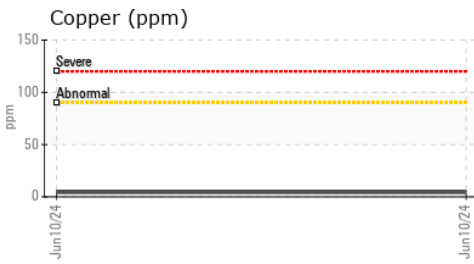 Copper (ppm)
150
Severe
100
Abnormal
ppm
50
0
Jun10/24
Jun10/24